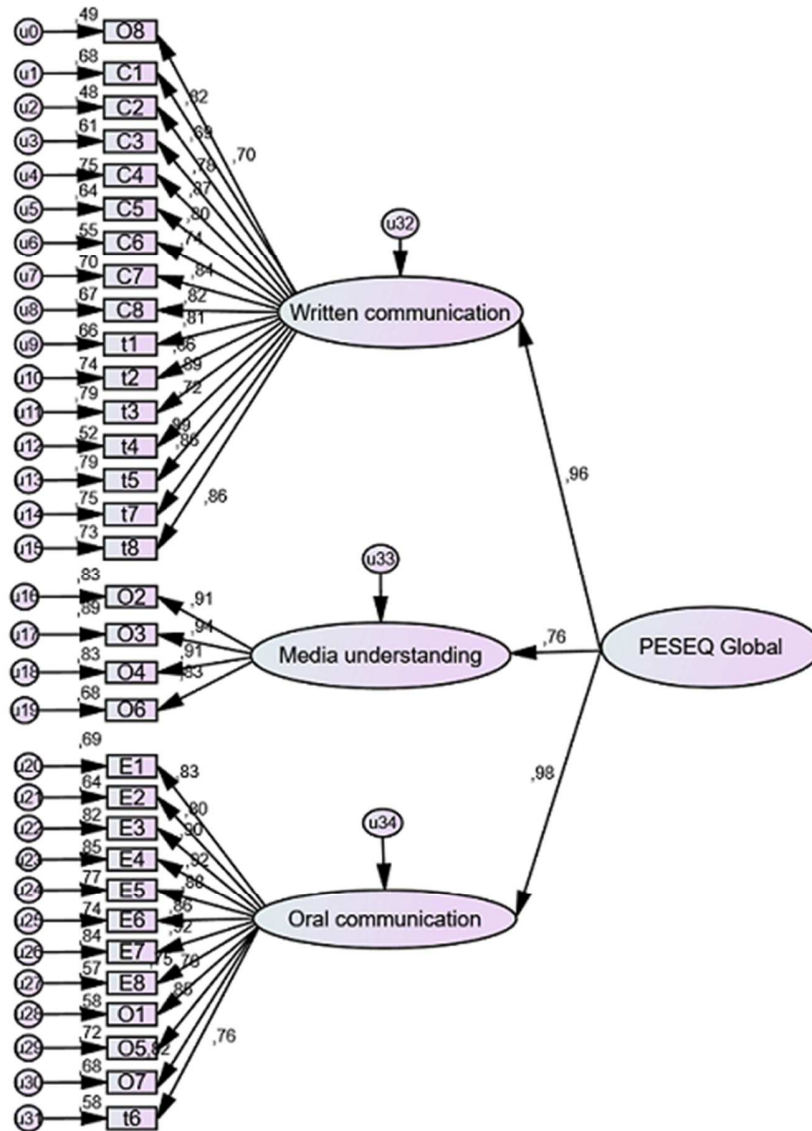 ,49
u0 O8
,68
u1 C1
,82
,48
u2 C2
,69
,70
,61
u3 C3
,78
,75
u4 C4
,87
,64
u5 C5
,80
u32
,55
u6 C6
,74
,70
u7 C7
,84
,67
u8 C8
,82
Written communication
,66
u9 t1
,81
,74
u10 t2
,89
,79
u11 t3
,72
,52
u12 t4
,79
u13 t5
,86
,96
,75
u14 t7
,86
,73
u15 t8
u33
,83
u16 O2
,91
,89
u17 O3
,94
,76
PESEQ Global
,83
u18 O4
,91
Media understanding
,68
u19 O6
,83
,69
u20 E1
,83
,98
,64
u21 E2
,80
,82
u22 E3
,90
u34
,85
u23 E4
,92
,77
u24 E5
,88
,74
u25 E6
,86
Oral communication
,84
u26 E7
,92
,57
u27 E8
,75
,76
,58
u28 O1
,72
u29 O5
,82
,76
,68
u30 O7
,58
u31 t6